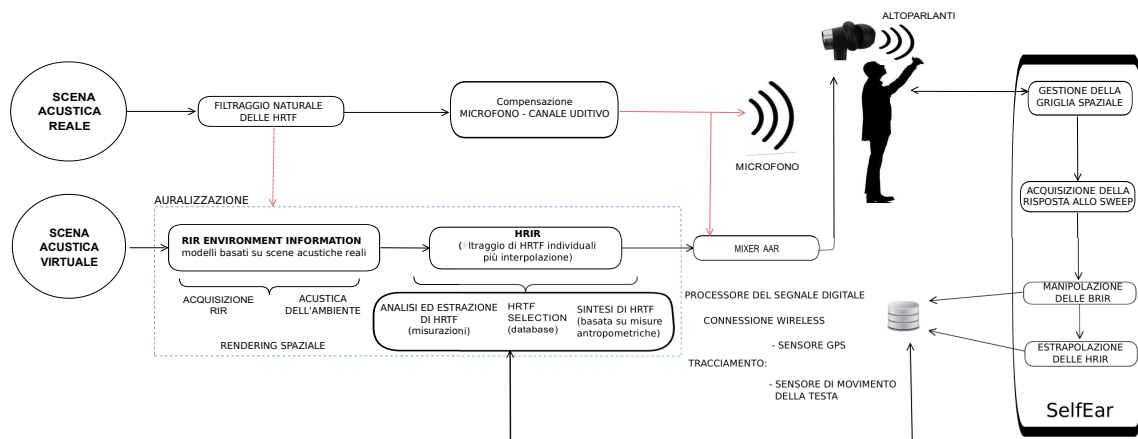 ALTOPARLANTI
SCENA
ACUSTICA
REALE
FILTRAGGIO NATURALE
DELLE HRTF
Compensazione
MICROFONO - CANALE UDITIVO
MICROFONO
GESTIONE DELLA
GRIGLIA SPAZIALE
ACQUISIZIONE DELLA
RISPOSTA ALLO SWEEP
AURALIZZAZIONE
SCENA
ACUSTICA
VIRTUALE
RIR ENVIRONMENT INFORMATION
modelli basati su scene acustiche reali
HRIR
ltraggio di HRTF individuali
più interpolazione)
MIXER AAR
ACQUISIZIONE
RIR
ACUSTICA
DELL'AMBIENTE
ANALISI ED ESTRAZIONE
DI HRTF
(misurazioni)
HRTF
SELECTION
(database)
SINTESI DI HRTF
(basata su misure
antropometriche)
RENDERING SPAZIALE
PROCESSORE DEL SEGNALE DIGITALE
CONNESSIONE WIRELESS
- SENSORE GPS
TRACCIAMENTO:
- SENSORE DI MOVIMENTO
DELLA TESTA
MANIPOLAZIONE
DELLE BRIR
ESTRAPOLAZIONE
DELLE HRIR
SelfEar